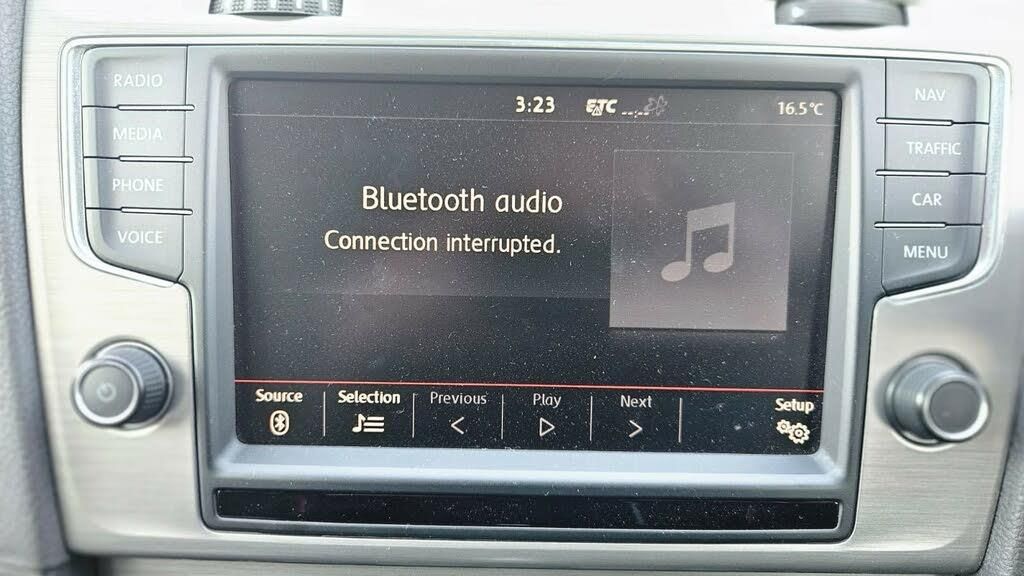 RADIO
MEDIA
PHONE
VOICE
3:23
ETC
--:--
16.5°C
Bluetooth audio
Connection interrupted.
Source
Selection
Previous
Play
Next
Setup
NAV
TRAFFIC
CAR
MENU